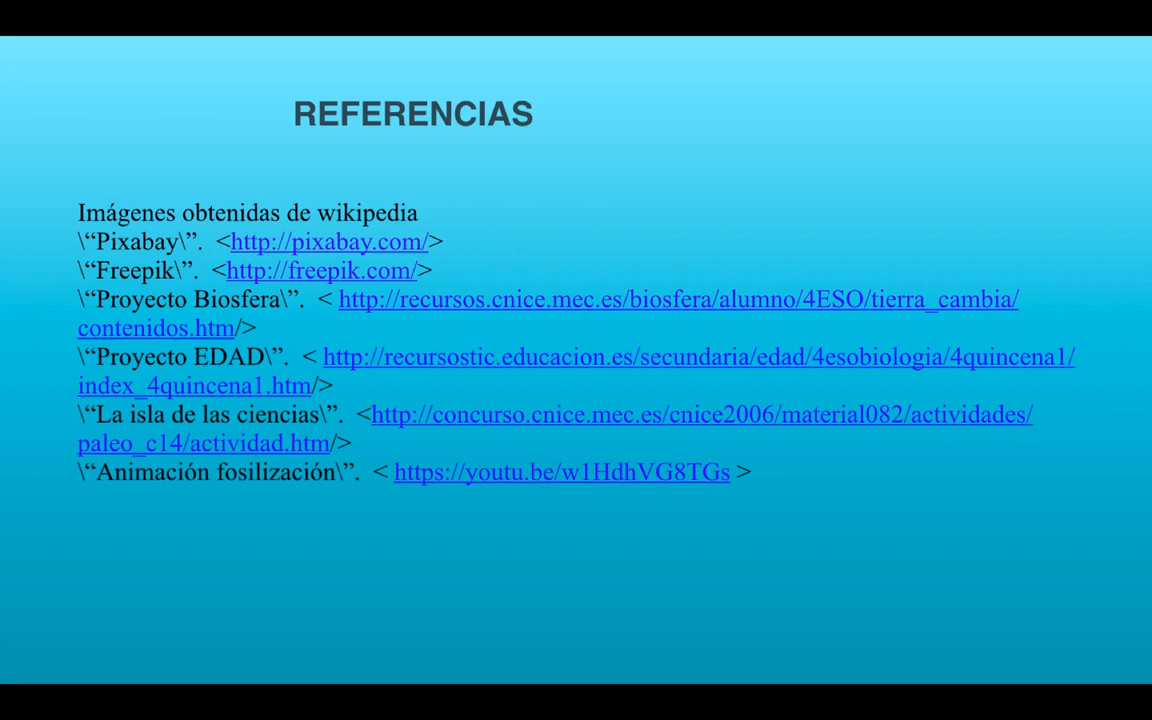 REFERENCIAS
Imágenes obtenidas de wikipedia
\“Pixabay\”.  <http://pixabay.com/>
\“Freepik\”.  <http://freepik.com/>
\“Proyecto Biosfera\”.  < http://recursos.cnice.mec.es/biosfera/alumno/4ESO/tierra_cambia/
contenidos.htm/>
\“Proyecto EDAD\”.  < http://recursostic.educacion.es/secundaria/edad/4esobiologia/4quincena1/
index_4quincena1.htm/>
\“La isla de las ciencias\”.  <http://concurso.cnice.mec.es/cnice2006/material082/actividades/
paleo_c14/actividad.htm/>
\“Animación fosilización\”.  < https://youtu.be/w1HdhVG8TGs >